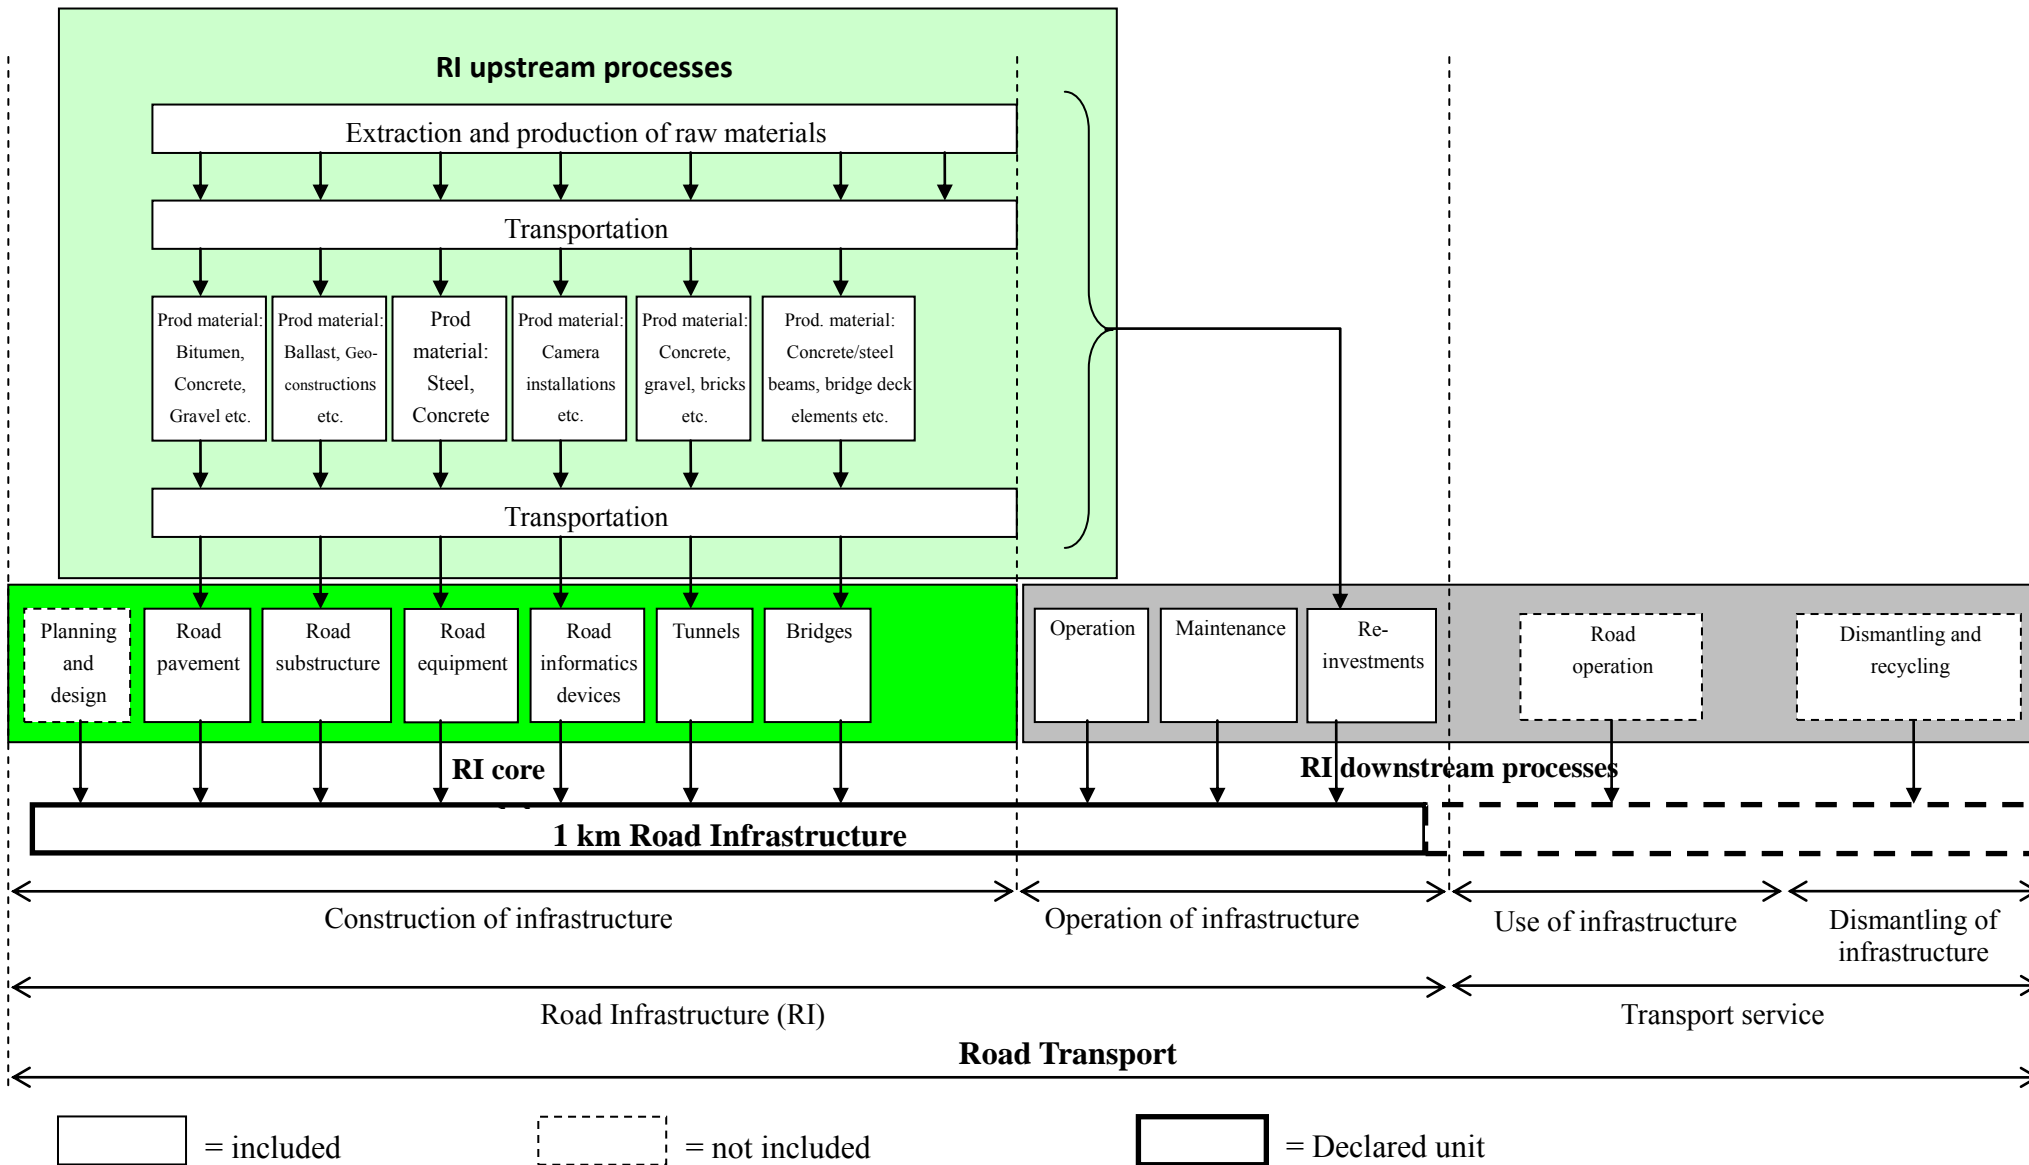 RI upstream processes
Extraction and production of raw materials
Transportation
Prod material:
Bitumen,
Concrete,
Gravel etc.
Prod material:
Ballast, Geo-
constructions
etc.
Prod
material:
Steel,
Concrete
Prod material:
Camera
installations
etc.
Prod material:
Concrete,
gravel, bricks
etc.
Prod. material:
Concrete/steel
beams, bridge deck
elements etc.
Transportation
Planning
and
design
Road
pavement
Road
substructure
Road
equipment
Road
informatics
devices
Tunnels
Bridges
Operation
Maintenance
Re-
investments
Road
operation
Dismantling and
recycling
RI core
RI downstream processes
1 km Road Infrastructure
Construction of infrastructure
Operation of infrastructure
Use of infrastructure
Dismantling of
infrastructure
Road Infrastructure (RI)
Transport service
Road Transport
= included
= not included
= Declared unit